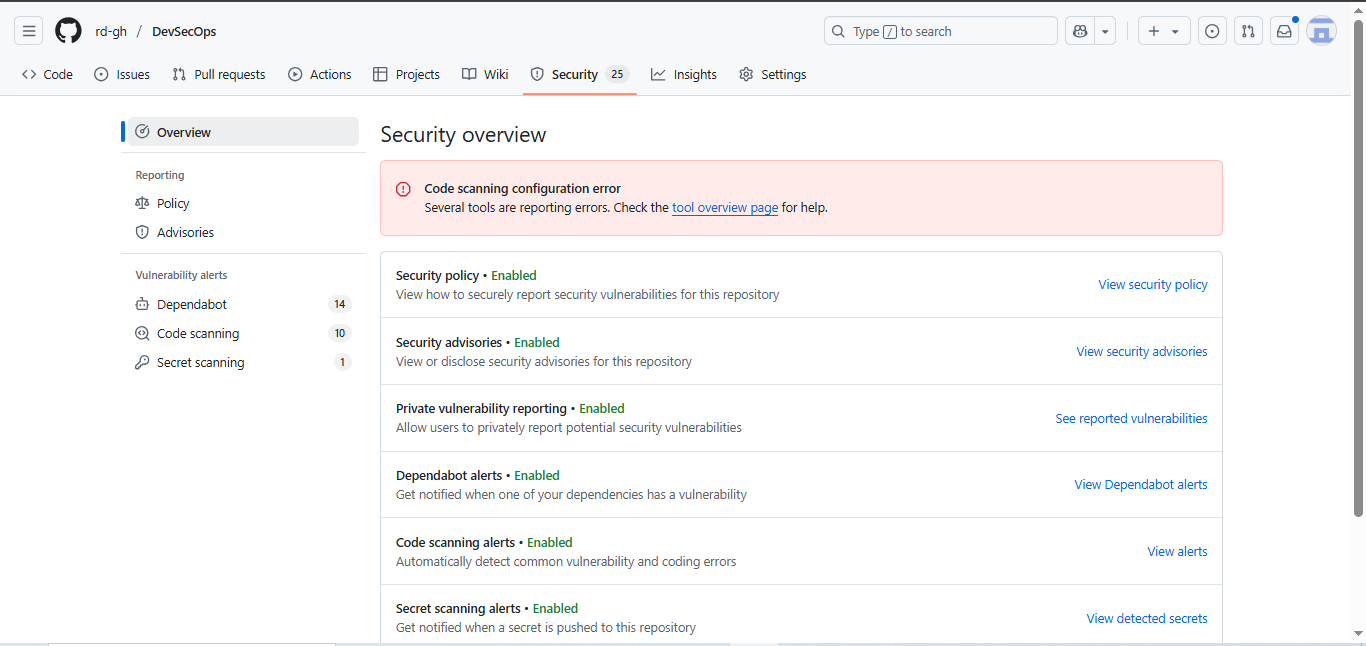 rd-gh / DevSecOps
Type / to search
Code
Issues
Pull requests
Actions
Projects
Wiki
Security 25
Insights
Settings
Overview
Reporting
Policy
Advisories
Vulnerability alerts
Dependabot 14
Code scanning 10
Secret scanning 1
Security overview
Code scanning configuration error
Several tools are reporting errors. Check the tool overview page for help.
Security policy • Enabled
View how to securely report security vulnerabilities for this repository
View security policy
Security advisories • Enabled
View or disclose security advisories for this repository
View security advisories
Private vulnerability reporting • Enabled
Allow users to privately report potential security vulnerabilities
See reported vulnerabilities
Dependabot alerts • Enabled
Get notified when one of your dependencies has a vulnerability
View Dependabot alerts
Code scanning alerts • Enabled
Automatically detect common vulnerability and coding errors
View alerts
Secret scanning alerts • Enabled
Get notified when a secret is pushed to this repository
View detected secrets